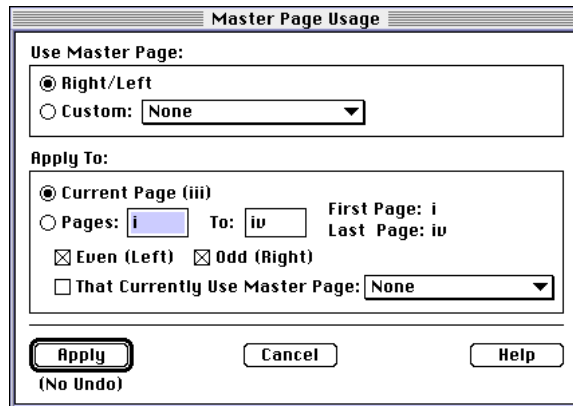 Master Page Usage
Use Master Page:
Right/Left
Custom: None
Apply To:
Current Page (iii)
Pages: i To: iv First Page: i
Last Page: iv
Even (Left) Odd (Right)
That Currently Use Master Page: None
Apply Cancel Help
(No Undo)